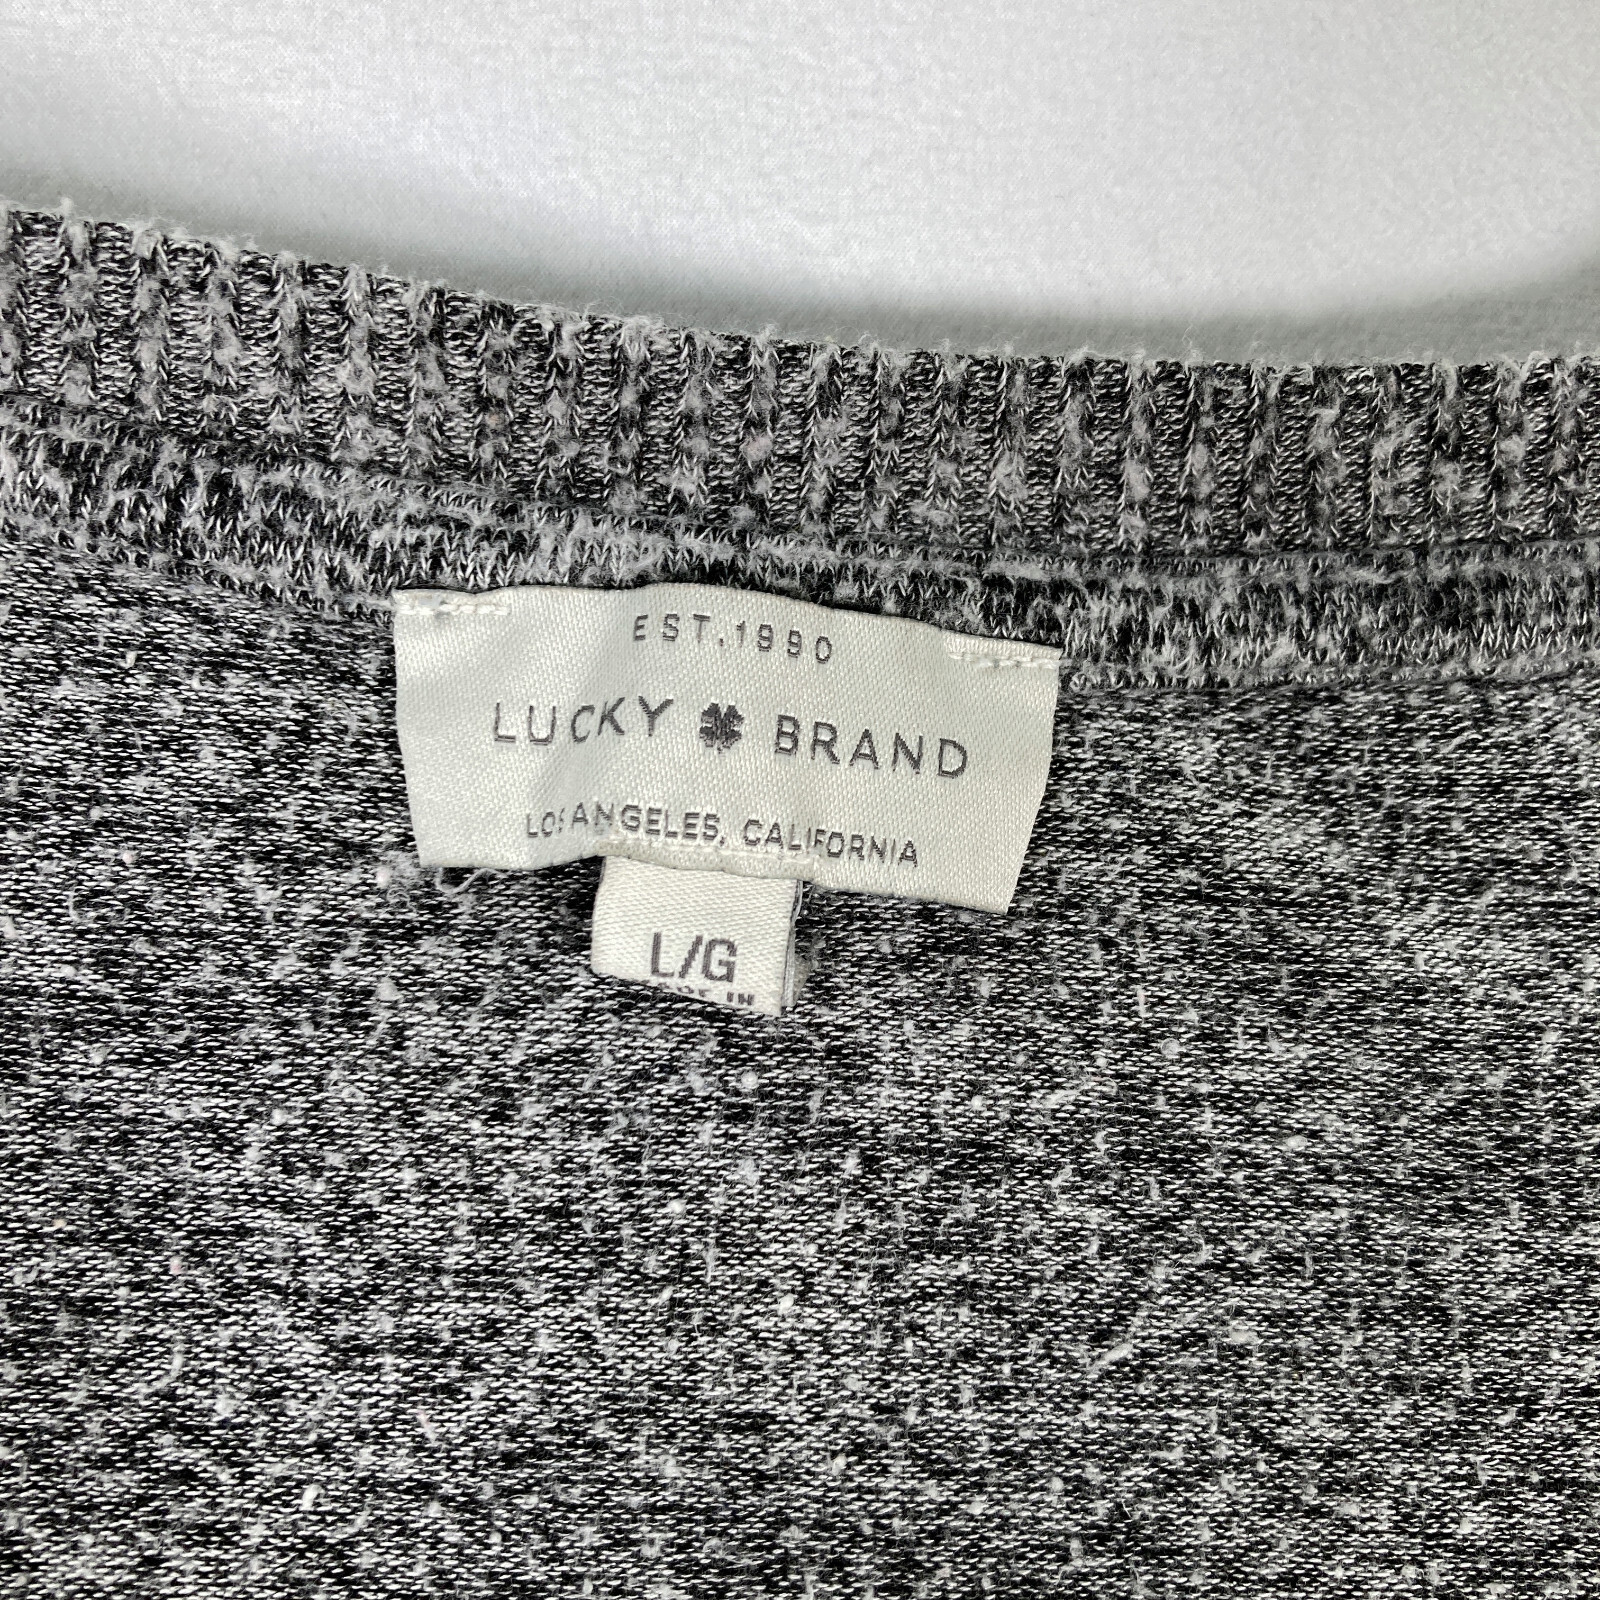 EST. 1990
LUCKY BRAND
LOS ANGELES, CALIFORNIA
L/G